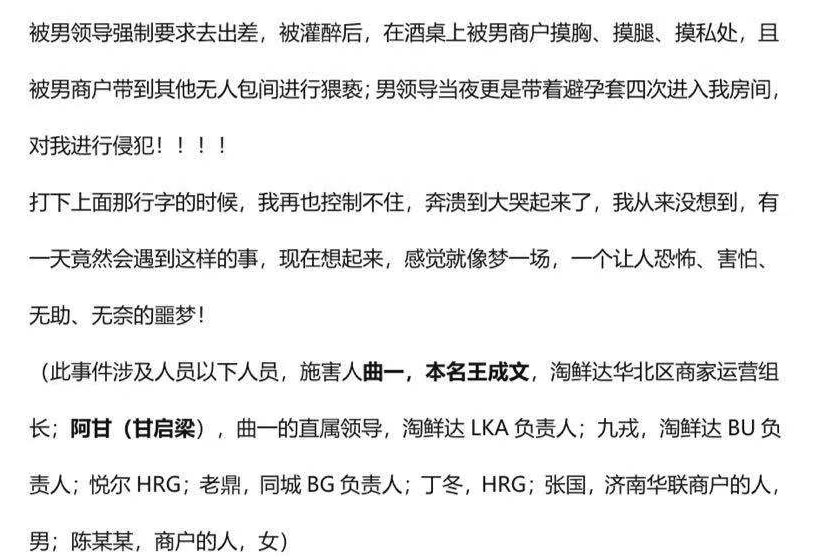 被男领导强制要求去出差，被灌醉后，在酒桌上被男商户摸胸、摸腿、摸私处，且
被男商户带到其他无人包间进行猥亵；男领导当夜更是带着避孕套四次进入我房间，
对我进行侵犯！！！！
打下上面那行字的时候，我再也控制不住，奔溃到大哭起来了，我从来没想到，有
一天竟然会遇到这样的事，现在想起来，感觉就像梦一场，一个让人恐怖、害怕、
无助、无奈的噩梦！
（此事件涉及人员以下人员，施害人曲一，本名王成文，淘鲜达华北区商家运营组
长；阿甘（甘启梁），曲一的直属领导，淘鲜达 LKA 负责人；九戎，淘鲜达 BU 负
责人；悦尔 HRG；老鼎，同城 BG 负责人；丁冬，HRG；张国，济南华联商户的人，
男；陈某某，商户的人，女）